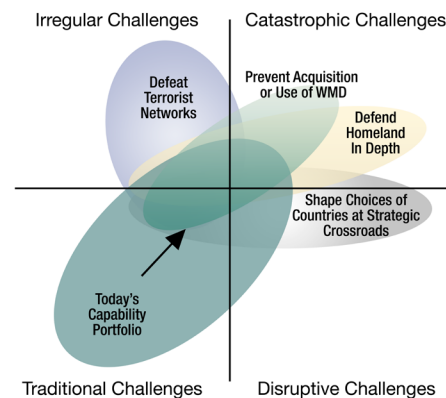 Irregular Challenges
Catastrophic Challenges
Defeat
Terrorist
Networks
Prevent Acquisition
or Use of WMD
Defend
Homeland
In Depth
Shape Choices of
Countries at Strategic
Crossroads
Today's
Capability
Portfolio
Traditional Challenges
Disruptive Challenges